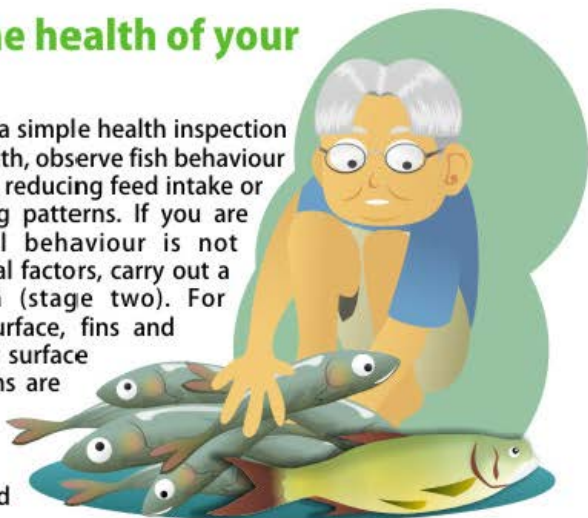 ne health of your
a simple health inspection
th, observe fish behaviour
reducing feed intake or
g patterns. If you are
l behaviour is not
al factors, carry out a
(stage two). For
urface, fins and
surface
ns are
d